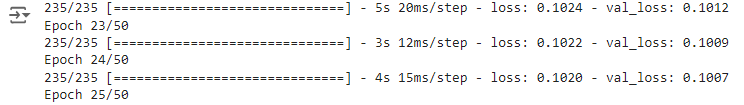 235/235 [==============================] - 5s 20ms/step - loss: 0.1024 - val_loss: 0.1012
Epoch 23/50
235/235 [==============================] - 3s 12ms/step - loss: 0.1022 - val_loss: 0.1009
Epoch 24/50
235/235 [==============================] - 4s 15ms/step - loss: 0.1020 - val_loss: 0.1007
Epoch 25/50